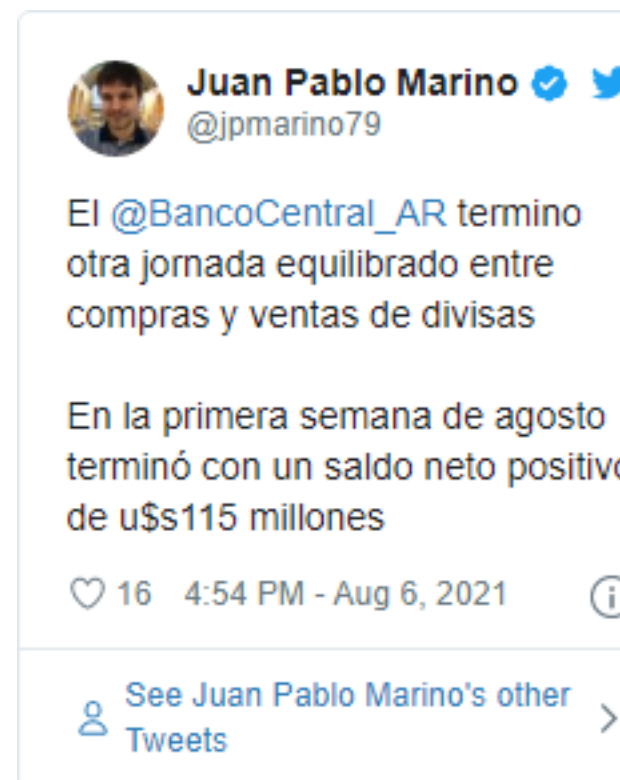 Juan Pablo Marino
@jpmarino79
El @BancoCentral_AR termino
otra jornada equilibrado entre
compras y ventas de divisas
En la primera semana de agosto
terminó con un saldo neto positivo
de u$s115 millones
16 4:54 PM - Aug 6, 2021
See Juan Pablo Marino's other
Tweets